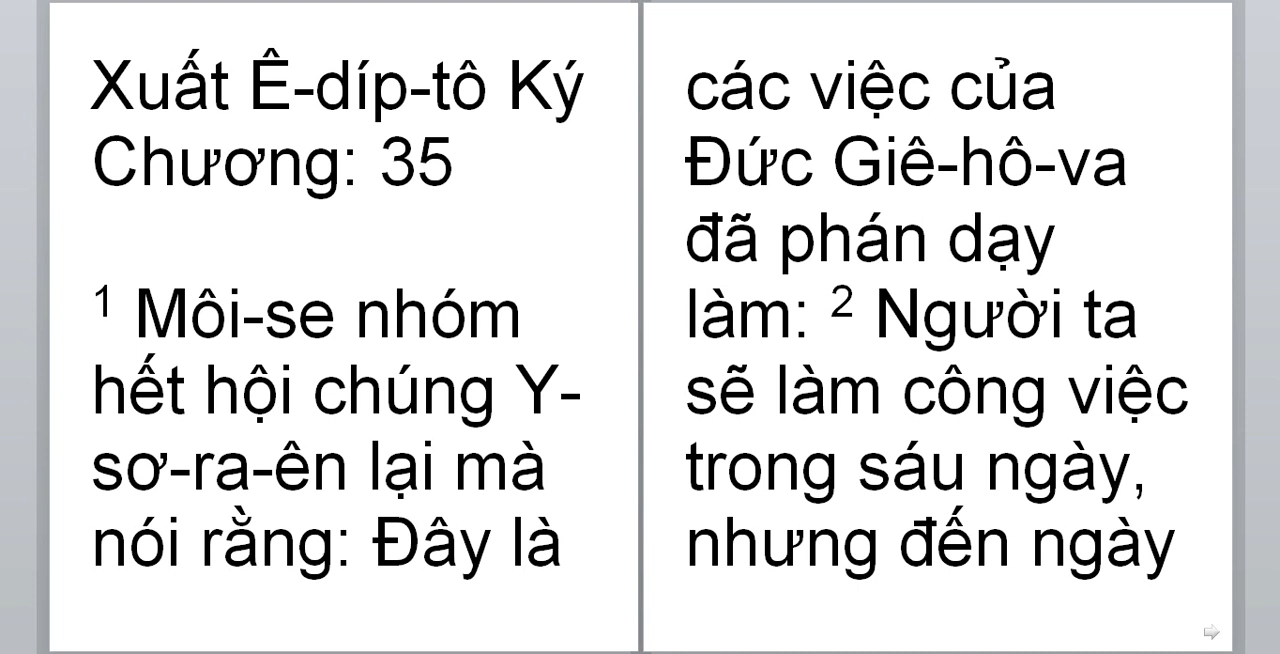 Xuất Ê-díp-tô Ký
Chương: 35
1 Môi-se nhóm
hết hội chúng Y-
sơ-ra-ên lại mà
nói rằng: Đây là
các việc của
Đức Giê-hô-va
đã phán dạy
làm: 2 Người ta
sẽ làm công việc
trong sáu ngày,
nhưng đến ngày